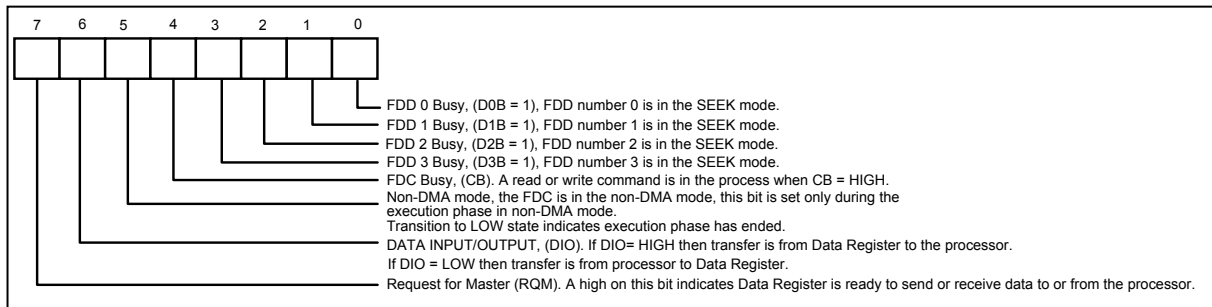 7 6 5 4 3 2 1 0
FDD 0 Busy, (D0B = 1), FDD number 0 is in the SEEK mode.
FDD 1 Busy, (D1B = 1), FDD number 1 is in the SEEK mode.
FDD 2 Busy, (D2B = 1), FDD number 2 is in the SEEK mode.
FDD 3 Busy, (D3B = 1), FDD number 3 is in the SEEK mode.
FDC Busy, (CB). A read or write command is in the process when CB = HIGH.
Non-DMA mode, the FDC is in the non-DMA mode, this bit is set only during the
execution phase in non-DMA mode.
Transition to LOW state indicates execution phase has ended.
DATA INPUT/OUTPUT, (DIO). If DIO= HIGH then transfer is from Data Register to the processor.
If DIO = LOW then transfer is from processor to Data Register.
Request for Master (RQM). A high on this bit indicates Data Register is ready to send or receive data to or from the processor.